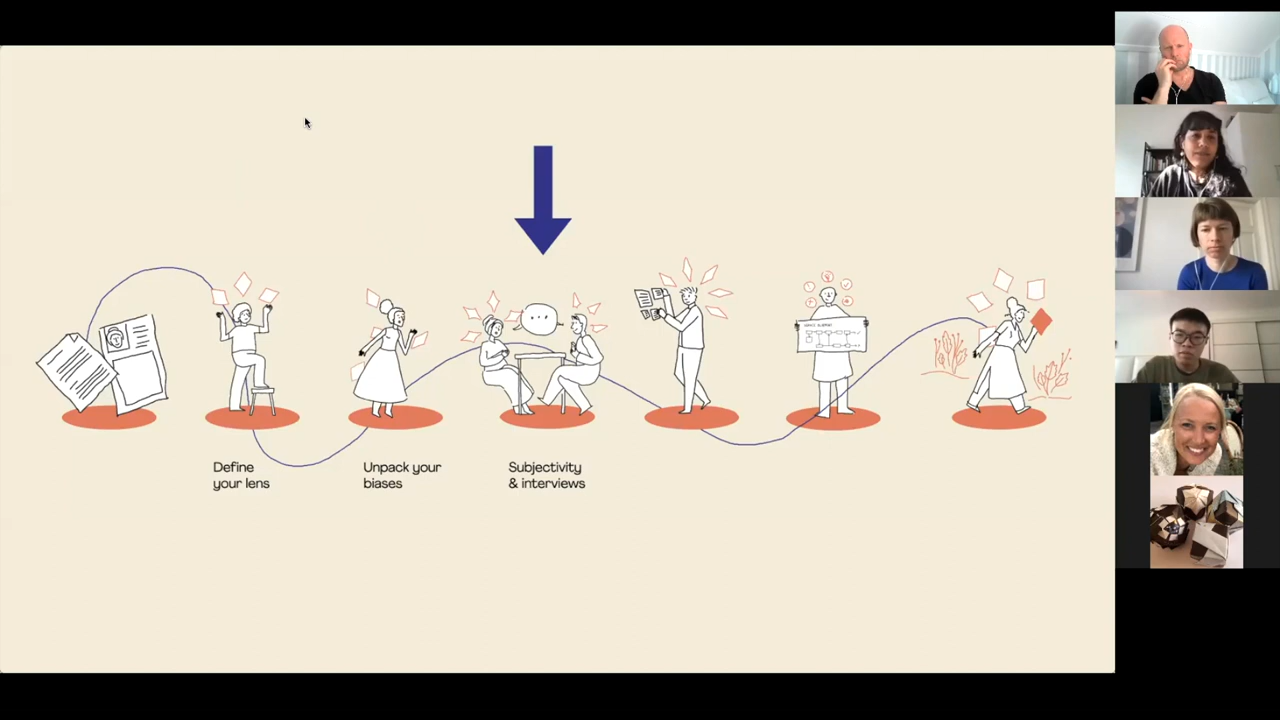 Define
your lens
Unpack your
biases
Subjectivity
& interviews